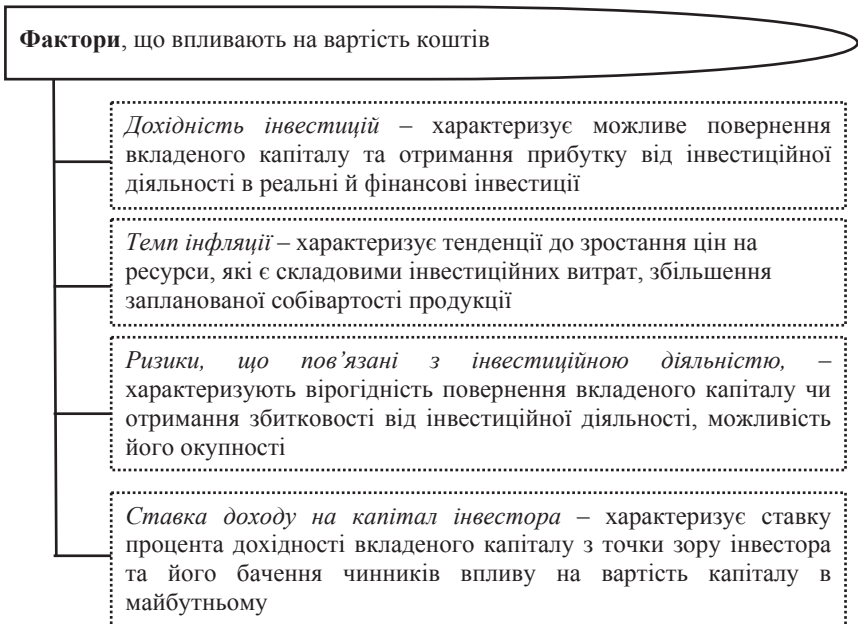 Фактори, що впливають на вартість коштів
Дохідність інвестицій – характеризує можливе повернення
вкладеного капіталу та отримання прибутку від інвестиційної
діяльності в реальні й фінансові інвестиції
Темп інфляції – характеризує тенденції до зростання цін на
ресурси, які є складовими інвестиційних витрат, збільшення
запланованої собівартості продукції
Ризики, що пов’язані з інвестиційною діяльністю, –
характеризують вірогідність повернення вкладеного капіталу чи
отримання збитковості від інвестиційної діяльності, можливість
його окупності
Ставка доходу на капітал інвестора – характеризує ставку
процента дохідності вкладеного капіталу з точки зору інвестора
та його бачення чинників впливу на вартість капіталу в
майбутньому